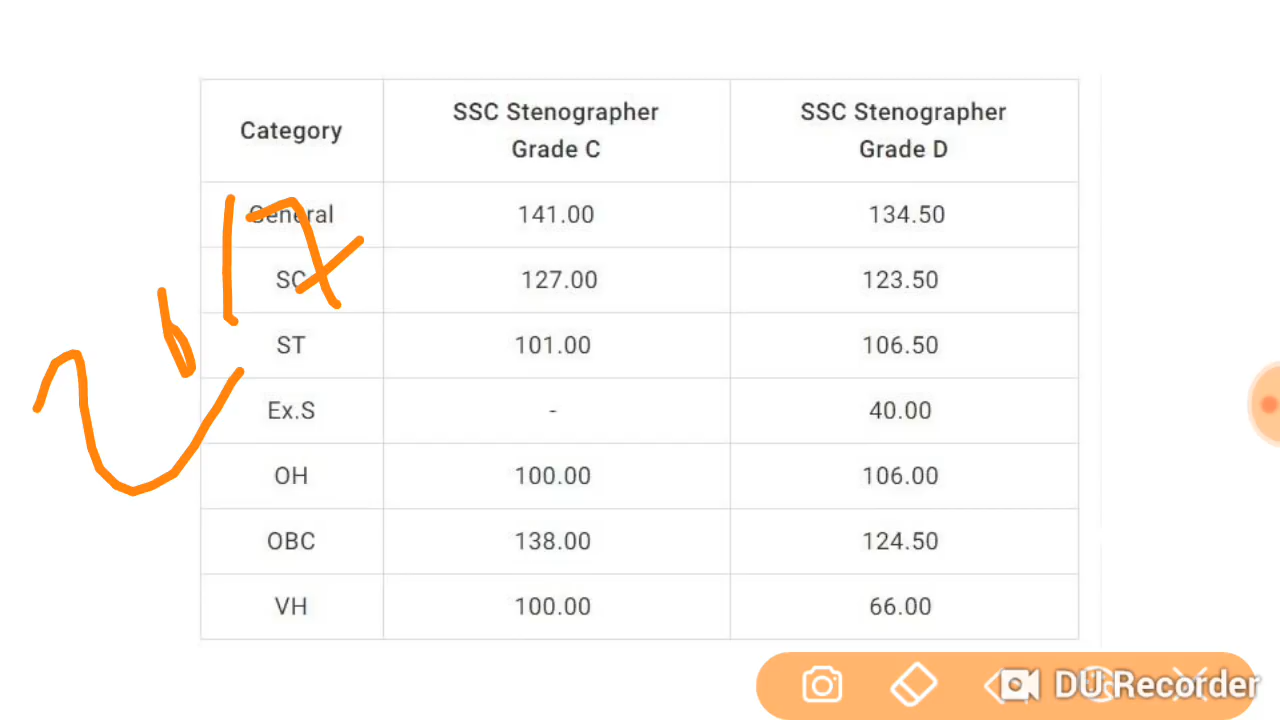 Category SSC Stenographer Grade C SSC Stenographer Grade D
General 141.00 134.50
SC 127.00 123.50
ST 101.00 106.50
Ex.S - 40.00
OH 100.00 106.00
OBC 138.00 124.50
VH 100.00 66.00
2017
DU Recorder